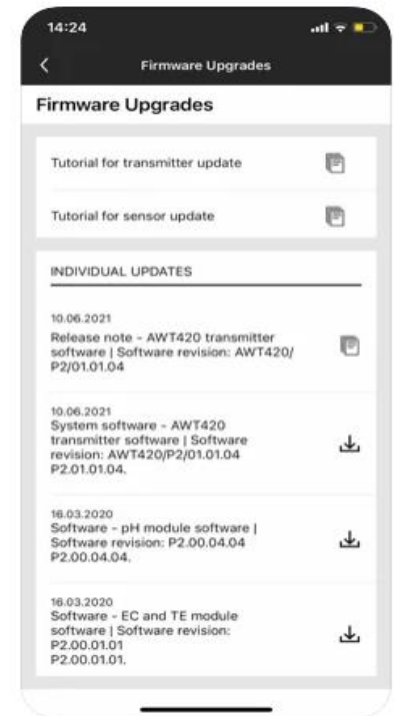 14:24
Firmware Upgrades
Firmware Upgrades
Tutorial for transmitter update
Tutorial for sensor update
INDIVIDUAL UPDATES
10.06.2021
Release note - AWT420 transmitter
software | Software revision: AWT420/
P2/01.01.04
10.06.2021
System software - AWT420
transmitter software | Software
revision: AWT420/P2/01.01.04
P2.01.01.04.
16.03.2020
Software - pH module software |
Software revision: P2.00.04.04
P2.00.04.04.
16.03.2020
Software - EC and TE module
software | Software revision:
P2.00.01.01
P2.00.01.01.